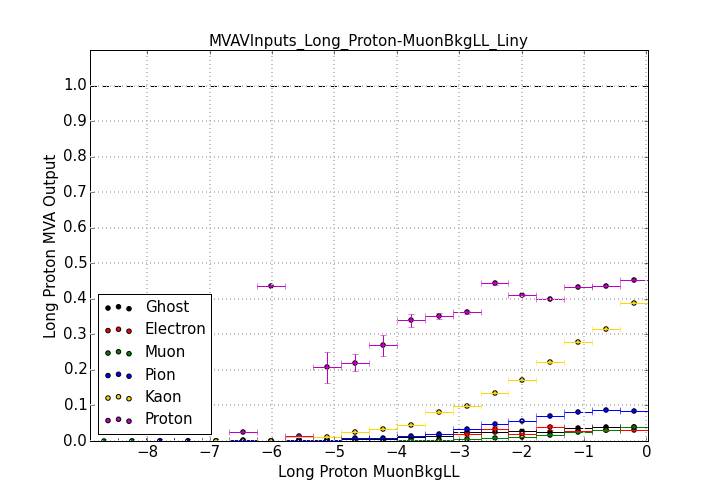 MVAVInputs_Long_Proton-MuonBkgLL_Liny
1.0
0.9
0.8
0.7
0.6
0.5
0.4
0.3
0.2
0.1
0.0
Long Proton MVA Output
Ghost
Electron
Muon
Pion
Kaon
Proton
−8 −7 −6 −5 −4 −3 −2 −1 0
Long Proton MuonBkgLL